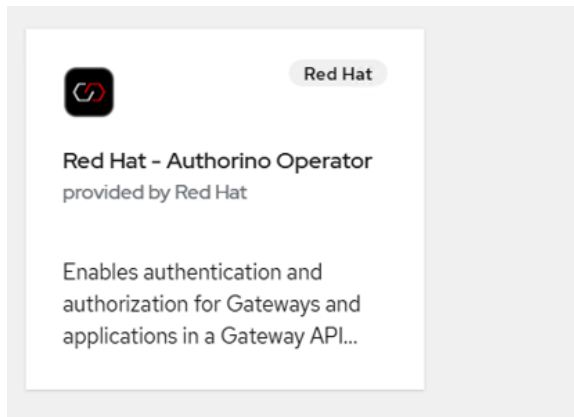 Red Hat
Red Hat - Authorino Operator
provided by Red Hat
Enables authentication and
authorization for Gateways and
applications in a Gateway API...